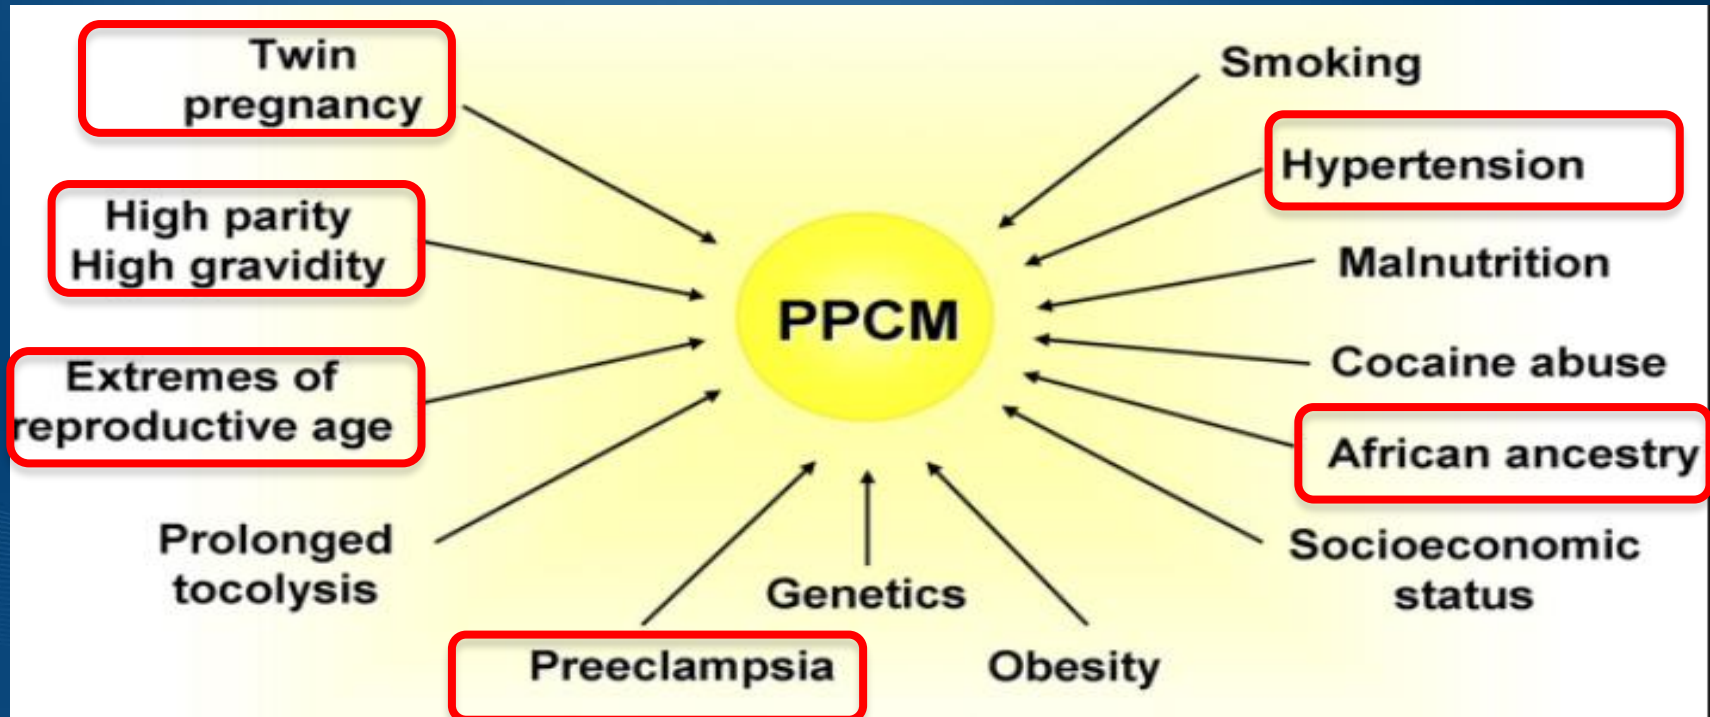 Twin
pregnancy
High parity
High gravidity
Extremes of
reproductive age
Prolonged
tocolysis
Preeclampsia
Genetics
Obesity
PPCM
Smoking
Hypertension
Malnutrition
Cocaine abuse
African ancestry
Socioeconomic
status